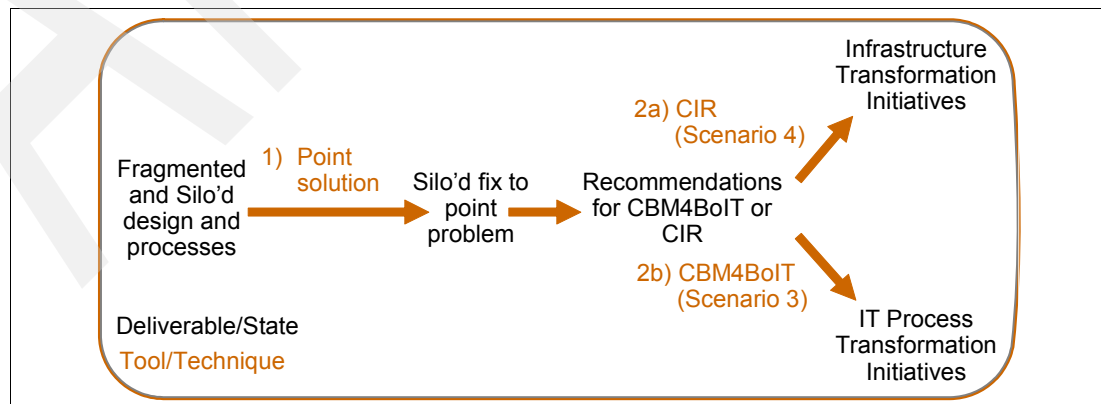 Fragmented
and Silo'd
design and
processes
1) Point
solution
Silo'd fix to
point
problem
Recommendations
for CBM4BoIT or
CIR
2a) CIR
(Scenario 4)
Infrastructure
Transformation
Initiatives
2b) CBM4BoIT
(Scenario 3)
IT Process
Transformation
Initiatives
Deliverable/State
Tool/Technique